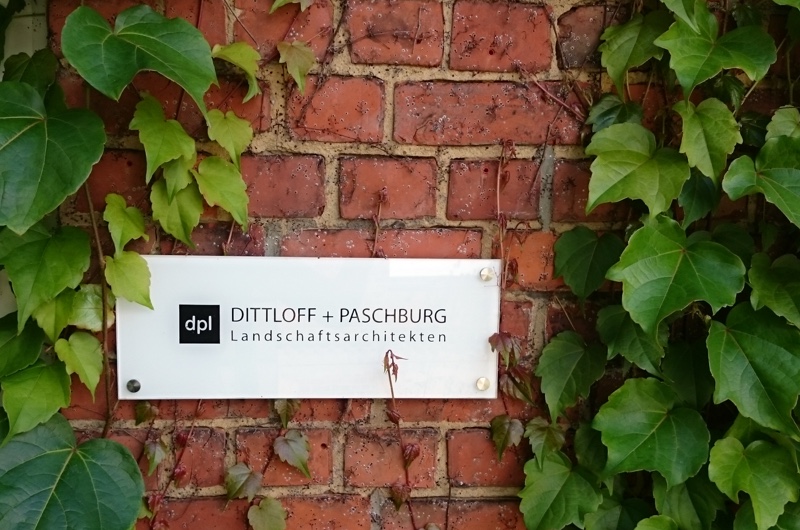 dpl
DITTLOFF + PASCHBURG
Landschaftsarchitekten